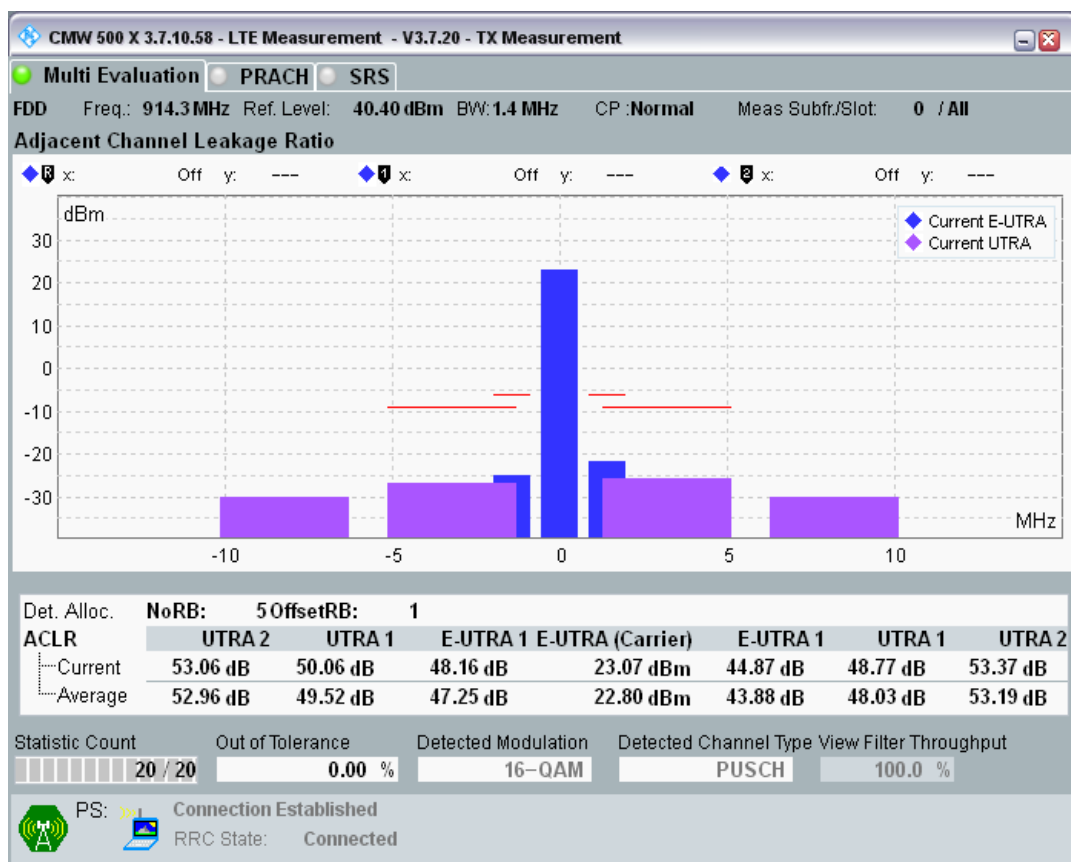 CMW 500 X 3.7.10.58 - LTE Measurement - V3.7.20 - TX Measurement
Multi Evaluation PRACH SRS
FDD Freq.: 914.3 MHz Ref. Level: 40.40 dBm BW: 1.4 MHz CP :Normal Meas Subfr./Slot: 0 / All
Adjacent Channel Leakage Ratio
R x: Off y: --- 1 x: Off y: --- 2 x: Off y: ---
dBm
Current E-UTRA
Current UTRA
30
20
10
0
-10
-20
-30
MHz
-10 -5 0 5 10
Det. Alloc. NoRB: 5 OffsetRB: 1
ACLR UTRA 2 UTRA 1 E-UTRA 1 E-UTRA (Carrier) E-UTRA 1 UTRA 1 UTRA 2
Current 53.06 dB 50.06 dB 48.16 dB 23.07 dBm 44.87 dB 48.77 dB 53.37 dB
Average 52.96 dB 49.52 dB 47.25 dB 22.80 dBm 43.88 dB 48.03 dB 53.19 dB
Statistic Count Out of Tolerance Detected Modulation Detected Channel Type View Filter Throughput
20 / 20 0.00 % 16-QAM PUSCH 100.0 %
PS: Connection Established
RRC State: Connected